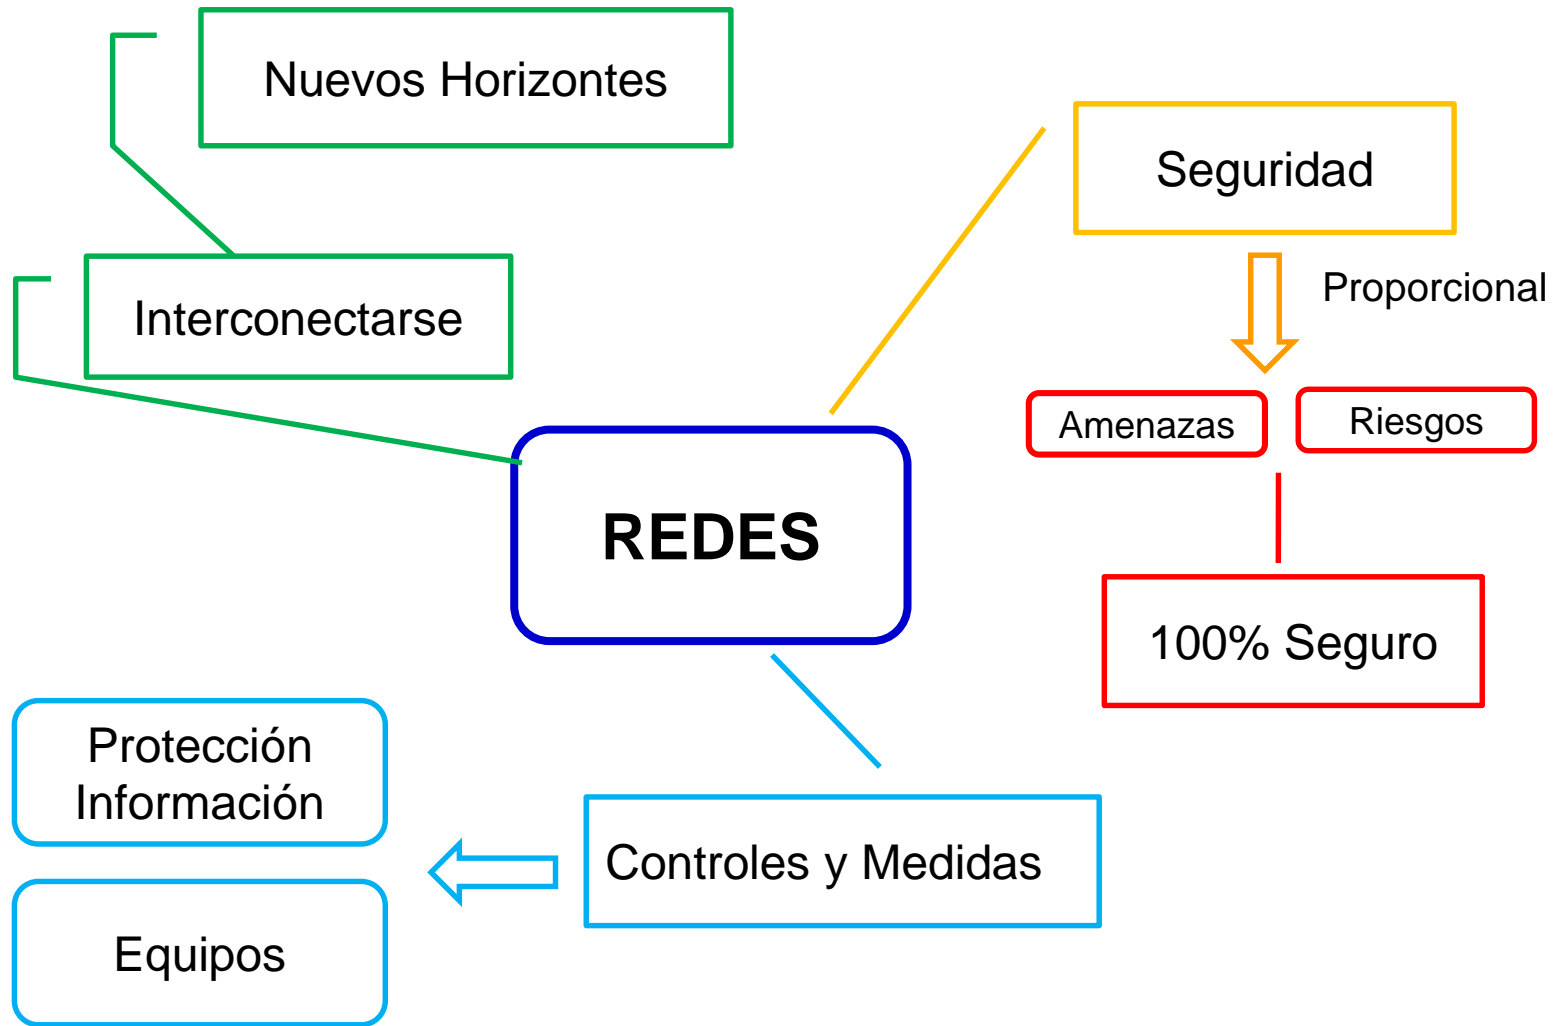 Nuevos Horizontes
Seguridad
Interconectarse
Proporcional
Amenazas
Riesgos
REDES
100% Seguro
Protección
Información
Controles y Medidas
Equipos